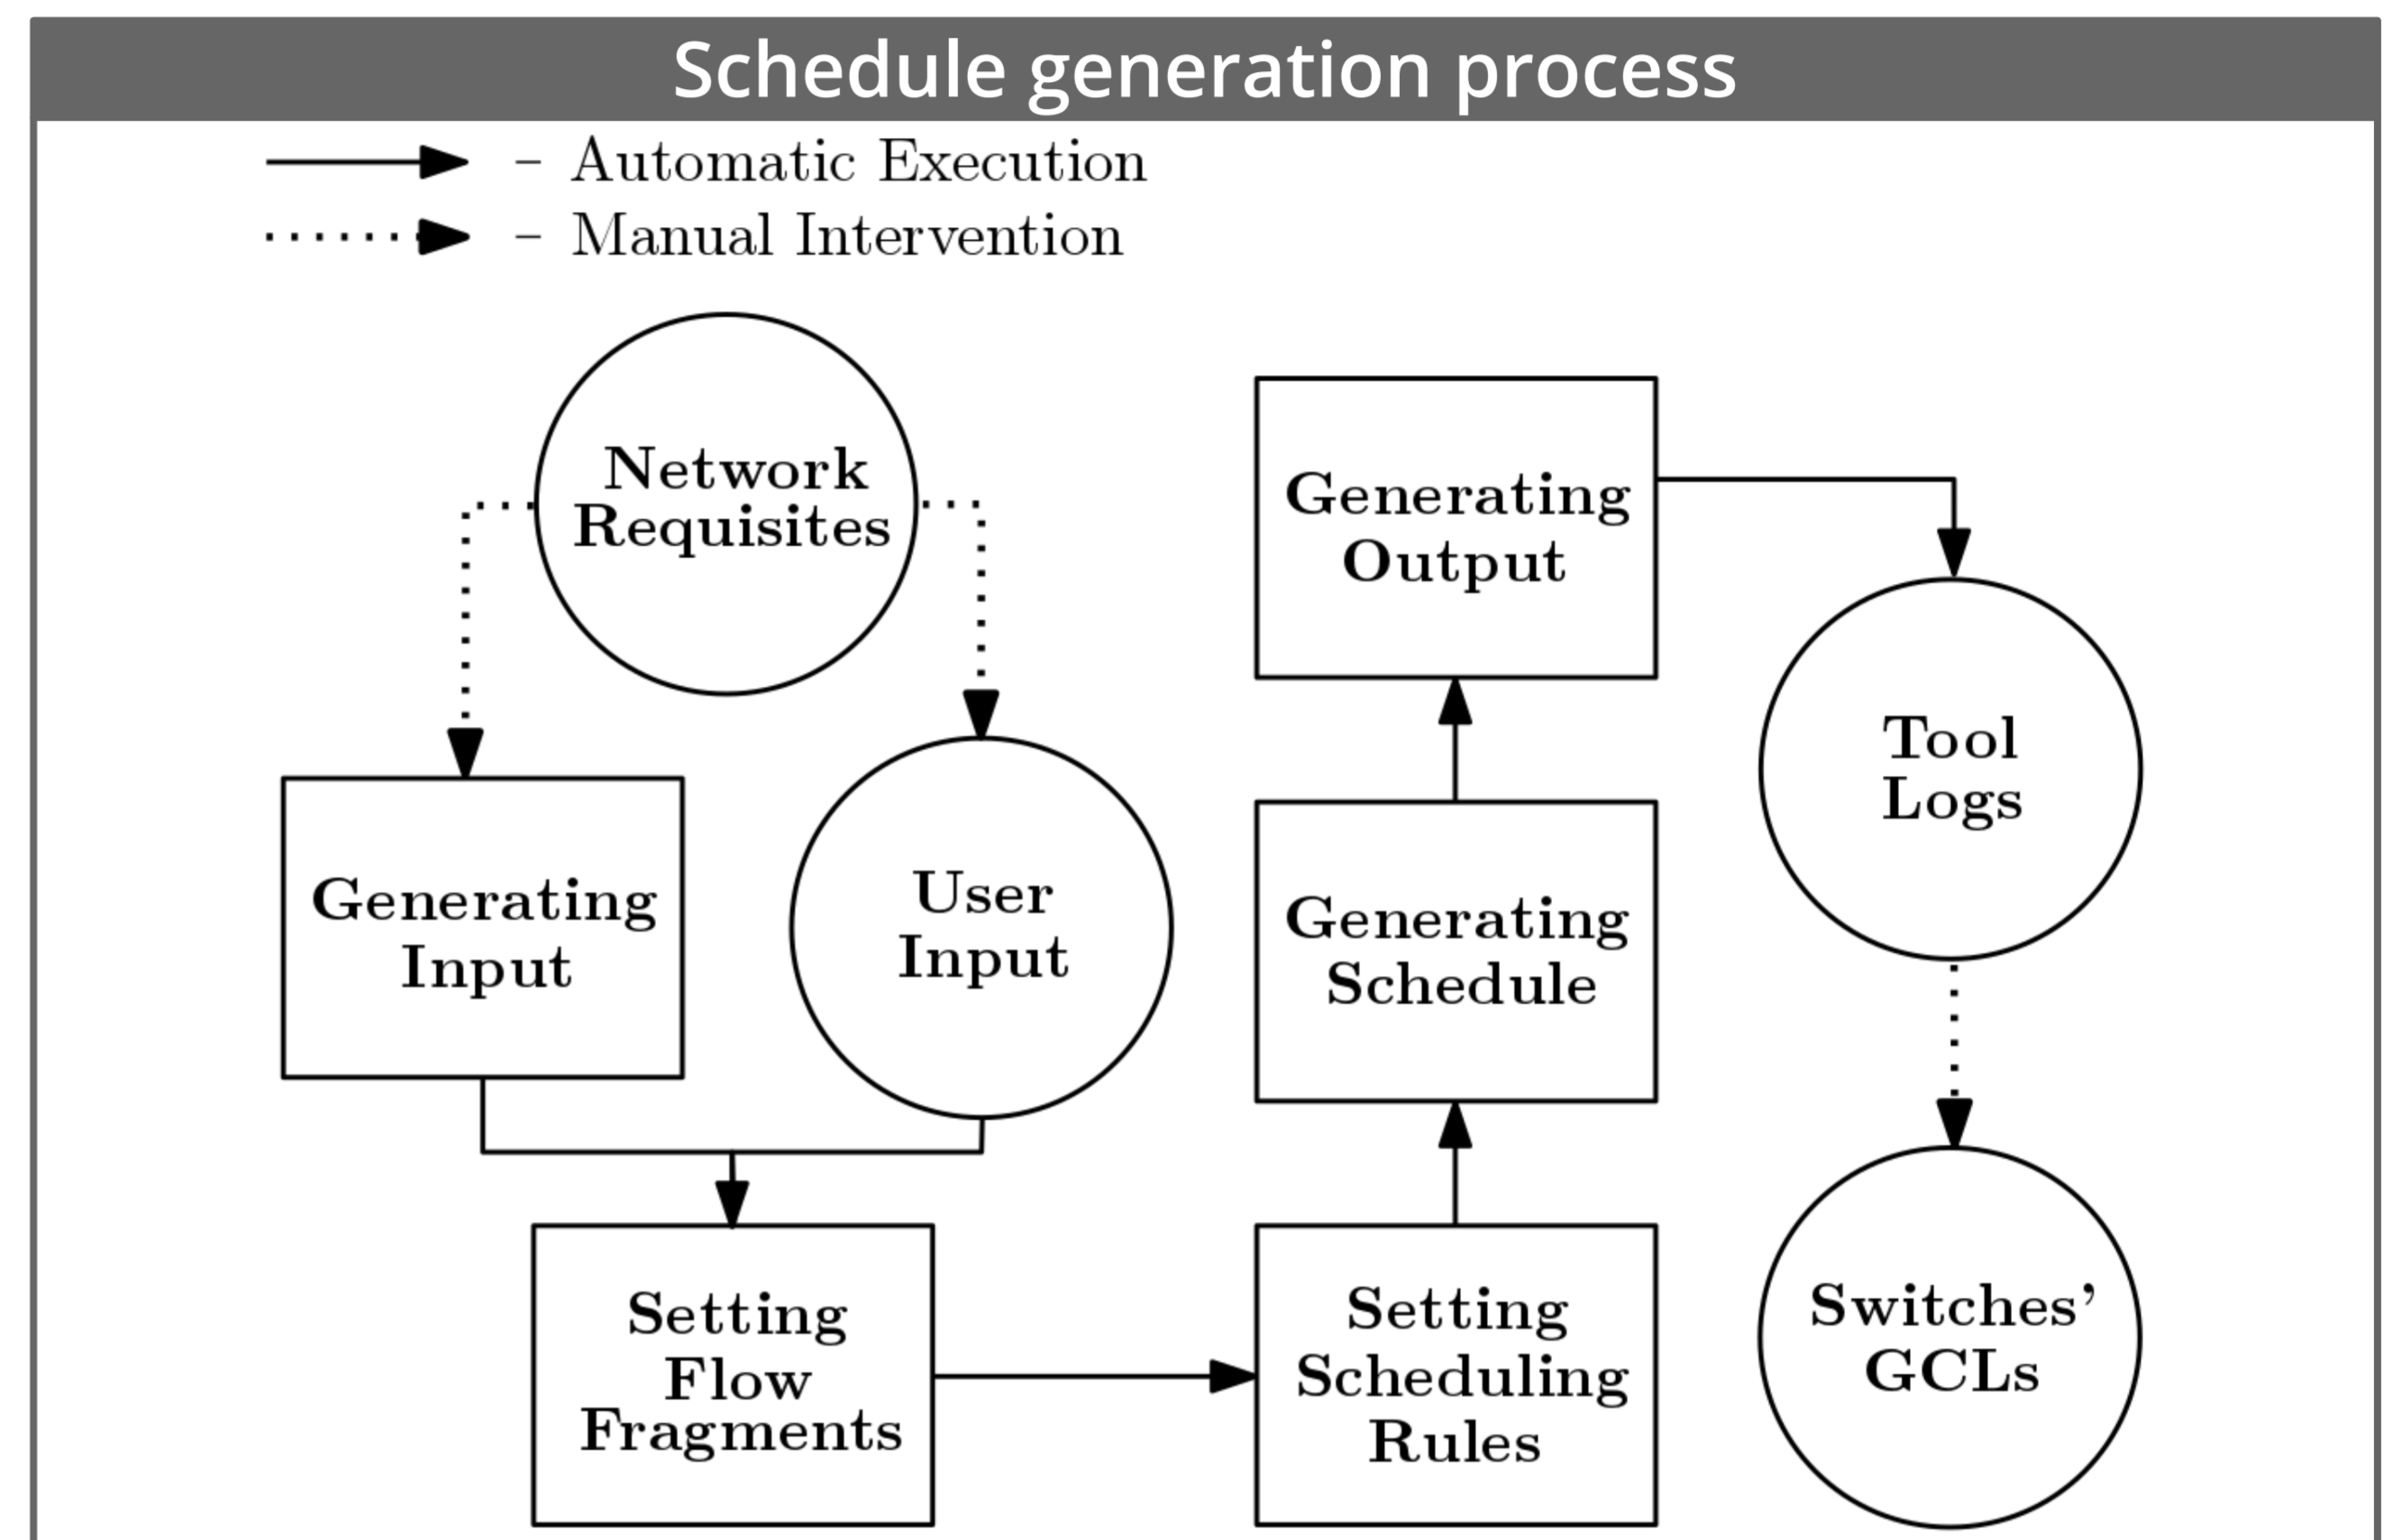 Schedule generation process
– Automatic Execution
– Manual Intervention
Network
Requisites
Generating
Input
User
Input
Setting
Flow
Fragments
Setting
Scheduling
Rules
Generating
Schedule
Generating
Output
Tool
Logs
Switches’
GCLs